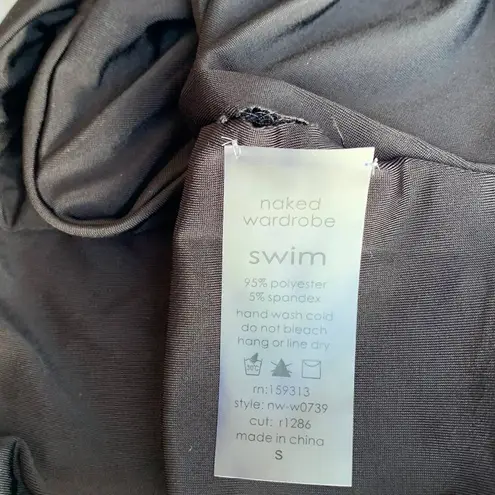 naked
wardrobe
swim
95% polyester
5% spandex
hand wash cold
do not bleach
hang or line dry
30°C
rn:159313
style: nw-w0739
cut: r1286
made in china
S